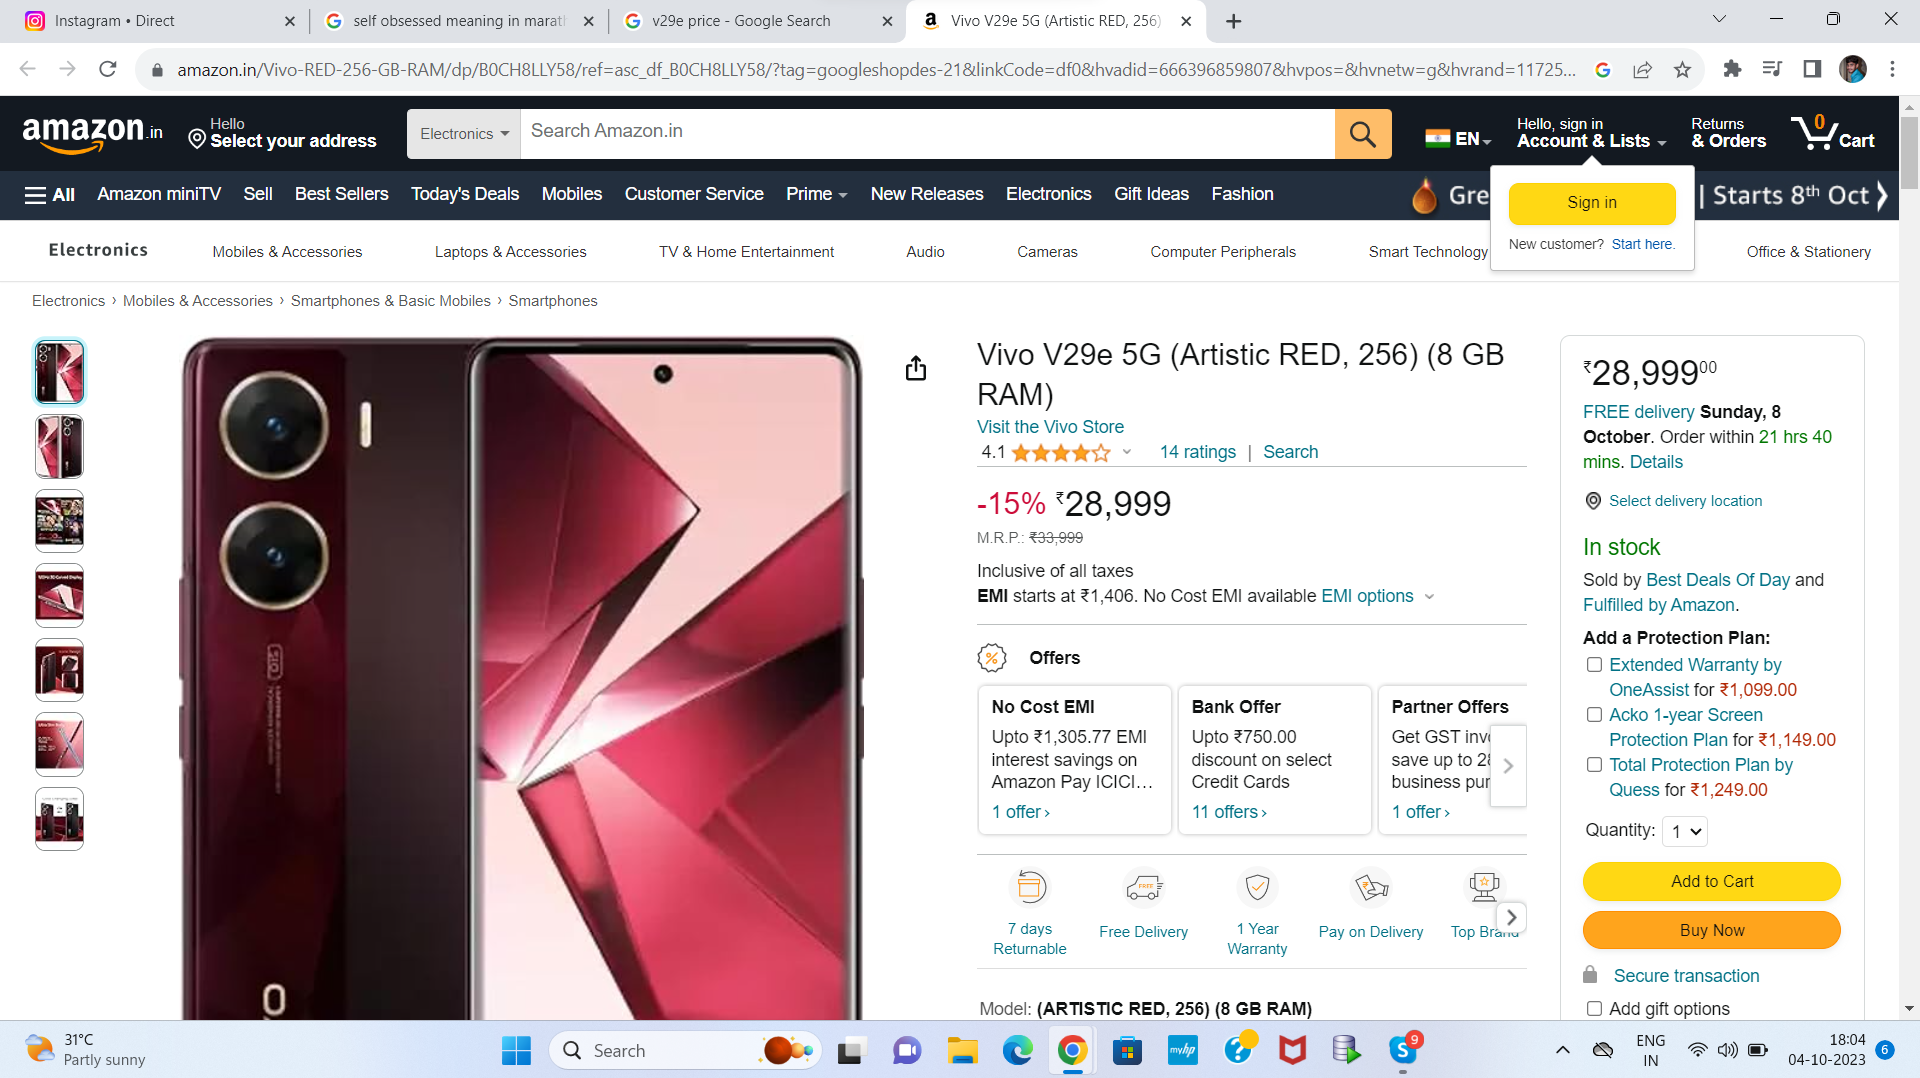 Instagram • Direct
self obsessed meaning in marat
v29e price - Google Search
Vivo V29e 5G (Artistic RED, 256)
amazon.in/Vivo-RED-256-GB-RAM/dp/B0CH8LLY58/ref=asc_df_B0CH8LLY58/?tag=googleshopdes-21&linkCode=df0&hvadid=666396859807&hvpos=&hvnetw=g&hvrand=11725...
amazon.in
Hello
Select your address
Electronics
Search Amazon.in
EN
Hello, sign in
Account & Lists
Returns
& Orders
0
Cart
All
Amazon miniTV
Sell
Best Sellers
Today's Deals
Mobiles
Customer Service
Prime
New Releases
Electronics
Gift Ideas
Fashion
Gre
| Starts 8th Oct
Sign in
New customer? Start here.
Electronics
Mobiles & Accessories
Laptops & Accessories
TV & Home Entertainment
Audio
Cameras
Computer Peripherals
Smart Technology
Office & Stationery
Electronics › Mobiles & Accessories › Smartphones & Basic Mobiles › Smartphones
Vivo V29e 5G (Artistic RED, 256) (8 GB
RAM)
Visit the Vivo Store
4.1
14 ratings | Search
-15% ₹28,999
M.R.P.: ₹33,999
Inclusive of all taxes
EMI starts at ₹1,406. No Cost EMI available EMI options
Offers
No Cost EMI
Upto ₹1,305.77 EMI
interest savings on
Amazon Pay ICICI…
1 offer ›
Bank Offer
Upto ₹750.00
discount on select
Credit Cards
11 offers ›
Partner Offers
Get GST inv
save up to 28
business pur
1 offer ›
7 days
Returnable
FREE
Free Delivery
1 Year
Warranty
Pay on Delivery
Top Brand
Model: (ARTISTIC RED, 256) (8 GB RAM)
₹28,99900
FREE delivery Sunday, 8
October. Order within 21 hrs 40
mins. Details
Select delivery location
In stock
Sold by Best Deals Of Day and
Fulfilled by Amazon.
Add a Protection Plan:
Extended Warranty by
OneAssist for ₹1,099.00
Acko 1-year Screen
Protection Plan for ₹1,149.00
Total Protection Plan by
Quess for ₹1,249.00
Quantity: 1
Add to Cart
Buy Now
Secure transaction
Add gift options
31°C
Partly sunny
Search
myhp
9
ENG
IN
18:04
04-10-2023
6